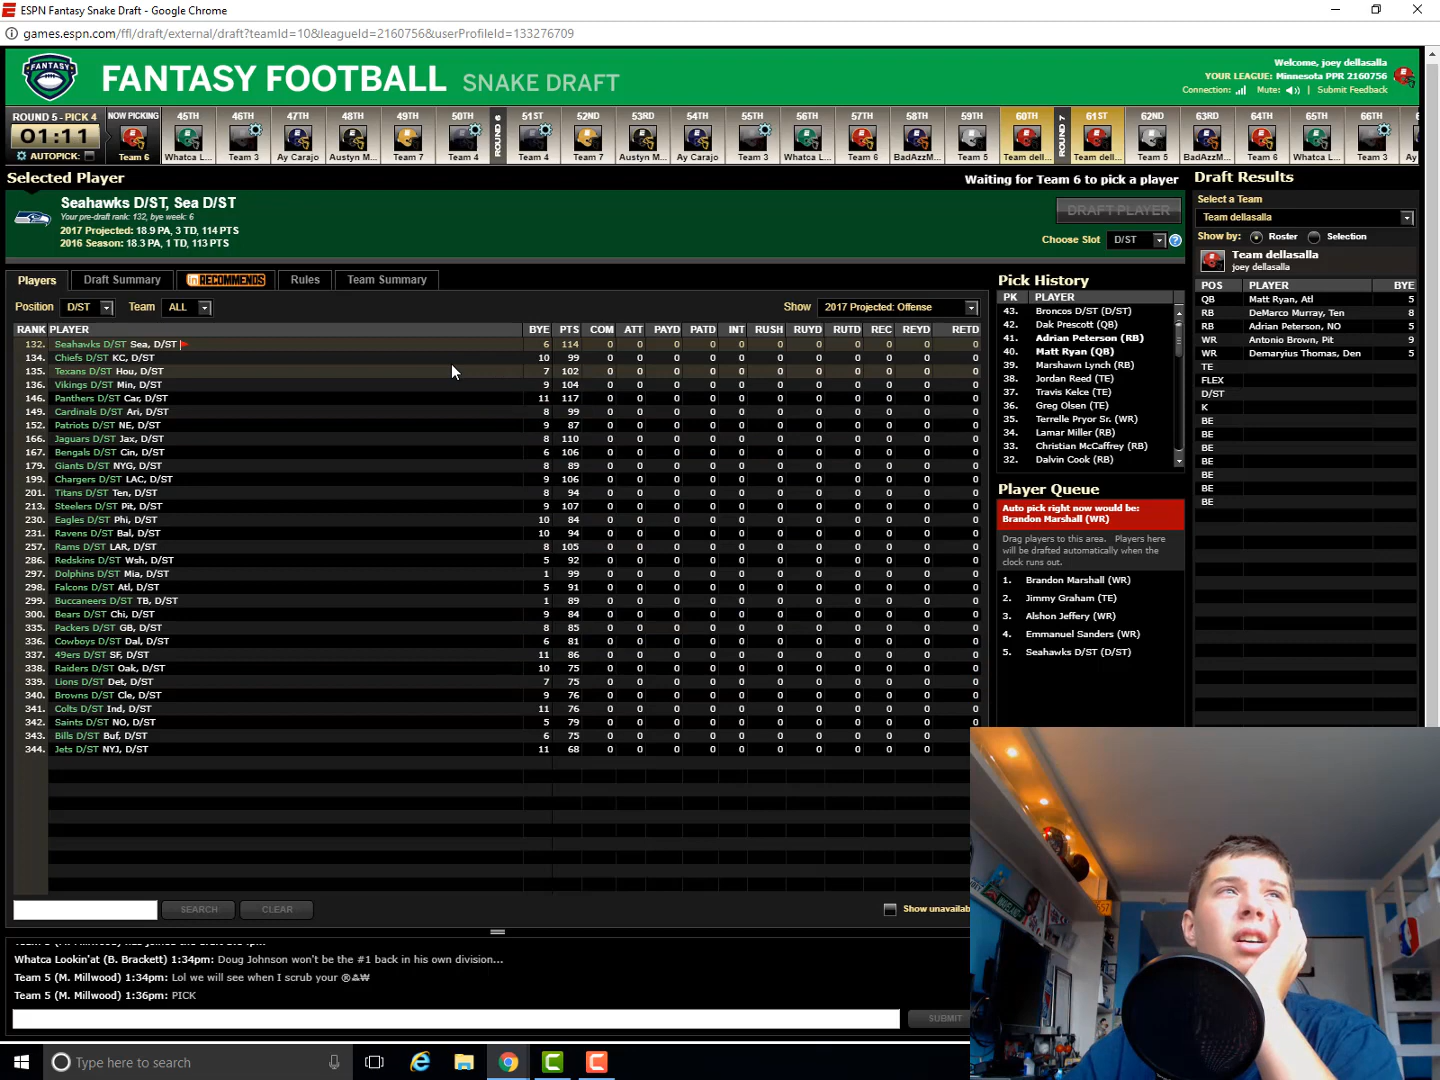 ESPN Fantasy Snake Draft - Google Chrome
games.espn.com/ffl/draft/external/draft?teamId=10&leagueId=2160756&userProfileId=133276709
FANTASY FOOTBALL SNAKE DRAFT
Welcome, joey dellasalla
YOUR LEAGUE: Minnesota PPR 2160756
Connection: Mute: | Submit Feedback
ROUND 5 - PICK 4
01:11
AUTOPICK:
NOW PICKING 45TH 46TH 47TH 48TH 49TH 50TH ROUND 6 51ST 52ND 53RD 54TH 55TH 56TH 57TH 58TH 59TH 60TH ROUND 7 61ST 62ND 63RD 64TH 65TH 66TH
Team 6 Whatca L... Team 3 Ay Carajo Austyn M... Team 7 Team 4 Team 4 Team 7 Austyn M... Ay Carajo Team 3 Whatca L... Team 6 BadAzzM... Team 5 Team dell... Team dell... Team 5 BadAzzM... Team 6 Whatca L... Team 3 Ay
Selected Player
Waiting for Team 6 to pick a player
Seahawks D/ST, Sea D/ST
Your pre-draft rank: 132, bye week: 6
2017 Projected: 18.9 PA, 3 TD, 114 PTS
2016 Season: 18.3 PA, 1 TD, 113 PTS
DRAFT PLAYER
Choose Slot D/ST ?
Players Draft Summary RECOMMENDS Rules Team Summary
Position D/ST Team ALL Show 2017 Projected: Offense
RANK PLAYER BYE PTS COM ATT PAYD PATD INT RUSH RUYD RUTD REC REYD RETD
132. Seahawks D/ST Sea, D/ST 6 114 0 0 0 0 0 0 0 0 0 0 0
134. Chiefs D/ST KC, D/ST 10 99 0 0 0 0 0 0 0 0 0 0 0
135. Texans D/ST Hou, D/ST 7 102 0 0 0 0 0 0 0 0 0 0 0
136. Vikings D/ST Min, D/ST 9 104 0 0 0 0 0 0 0 0 0 0 0
146. Panthers D/ST Car, D/ST 11 117 0 0 0 0 0 0 0 0 0 0 0
149. Cardinals D/ST Ari, D/ST 8 99 0 0 0 0 0 0 0 0 0 0 0
152. Patriots D/ST NE, D/ST 9 87 0 0 0 0 0 0 0 0 0 0 0
166. Jaguars D/ST Jax, D/ST 8 110 0 0 0 0 0 0 0 0 0 0 0
167. Bengals D/ST Cin, D/ST 6 106 0 0 0 0 0 0 0 0 0 0 0
179. Giants D/ST NYG, D/ST 8 89 0 0 0 0 0 0 0 0 0 0 0
199. Chargers D/ST LAC, D/ST 9 106 0 0 0 0 0 0 0 0 0 0 0
201. Titans D/ST Ten, D/ST 8 94 0 0 0 0 0 0 0 0 0 0 0
213. Steelers D/ST Pit, D/ST 9 107 0 0 0 0 0 0 0 0 0 0 0
230. Eagles D/ST Phi, D/ST 10 84 0 0 0 0 0 0 0 0 0 0 0
231. Ravens D/ST Bal, D/ST 10 94 0 0 0 0 0 0 0 0 0 0 0
257. Rams D/ST LAR, D/ST 8 105 0 0 0 0 0 0 0 0 0 0 0
286. Redskins D/ST Wsh, D/ST 5 92 0 0 0 0 0 0 0 0 0 0 0
297. Dolphins D/ST Mia, D/ST 1 99 0 0 0 0 0 0 0 0 0 0 0
298. Falcons D/ST Atl, D/ST 5 91 0 0 0 0 0 0 0 0 0 0 0
299. Buccaneers D/ST TB, D/ST 1 89 0 0 0 0 0 0 0 0 0 0 0
300. Bears D/ST Chi, D/ST 9 84 0 0 0 0 0 0 0 0 0 0 0
335. Packers D/ST GB, D/ST 8 85 0 0 0 0 0 0 0 0 0 0 0
336. Cowboys D/ST Dal, D/ST 6 81 0 0 0 0 0 0 0 0 0 0 0
337. 49ers D/ST SF, D/ST 11 86 0 0 0 0 0 0 0 0 0 0 0
338. Raiders D/ST Oak, D/ST 10 75 0 0 0 0 0 0 0 0 0 0 0
339. Lions D/ST Det, D/ST 7 75 0 0 0 0 0 0 0 0 0 0 0
340. Browns D/ST Cle, D/ST 9 76 0 0 0 0 0 0 0 0 0 0 0
341. Colts D/ST Ind, D/ST 11 76 0 0 0 0 0 0 0 0 0 0 0
342. Saints D/ST NO, D/ST 5 79 0 0 0 0 0 0 0 0 0 0 0
343. Bills D/ST Buf, D/ST 6 75 0 0 0 0 0 0 0 0 0 0 0
344. Jets D/ST NYJ, D/ST 11 68 0 0 0 0 0 0 0 0 0 0 0
SEARCH CLEAR Show unavailab
Pick History
PK PLAYER
43. Broncos D/ST (D/ST)
42. Dak Prescott (QB)
41. Adrian Peterson (RB)
40. Matt Ryan (QB)
39. Marshawn Lynch (RB)
38. Jordan Reed (TE)
37. Travis Kelce (TE)
36. Greg Olsen (TE)
35. Terrelle Pryor Sr. (WR)
34. Lamar Miller (RB)
33. Christian McCaffrey (RB)
32. Dalvin Cook (RB)
Player Queue
Auto pick right now would be:
Brandon Marshall (WR)
Drag players to this area. Players here
will be drafted automatically when the
clock runs out.
1. Brandon Marshall (WR)
2. Jimmy Graham (TE)
3. Alshon Jeffery (WR)
4. Emmanuel Sanders (WR)
5. Seahawks D/ST (D/ST)
Draft Results
Select a Team
Team dellasalla
Show by: Roster Selection
Team dellasalla
joey dellasalla
POS PLAYER BYE
QB Matt Ryan, Atl 5
RB DeMarco Murray, Ten 8
RB Adrian Peterson, NO 5
WR Antonio Brown, Pit 9
WR Demaryius Thomas, Den 5
TE
FLEX
D/ST
K
BE
BE
BE
BE
BE
BE
BE
Whatca Lookin'at (B. Brackett) 1:34pm: Doug Johnson won't be the #1 back in his own division...
Team 5 (M. Millwood) 1:34pm: Lol we will see when I scrub your
Team 5 (M. Millwood) 1:36pm: PICK
SUBMIT
Type here to search